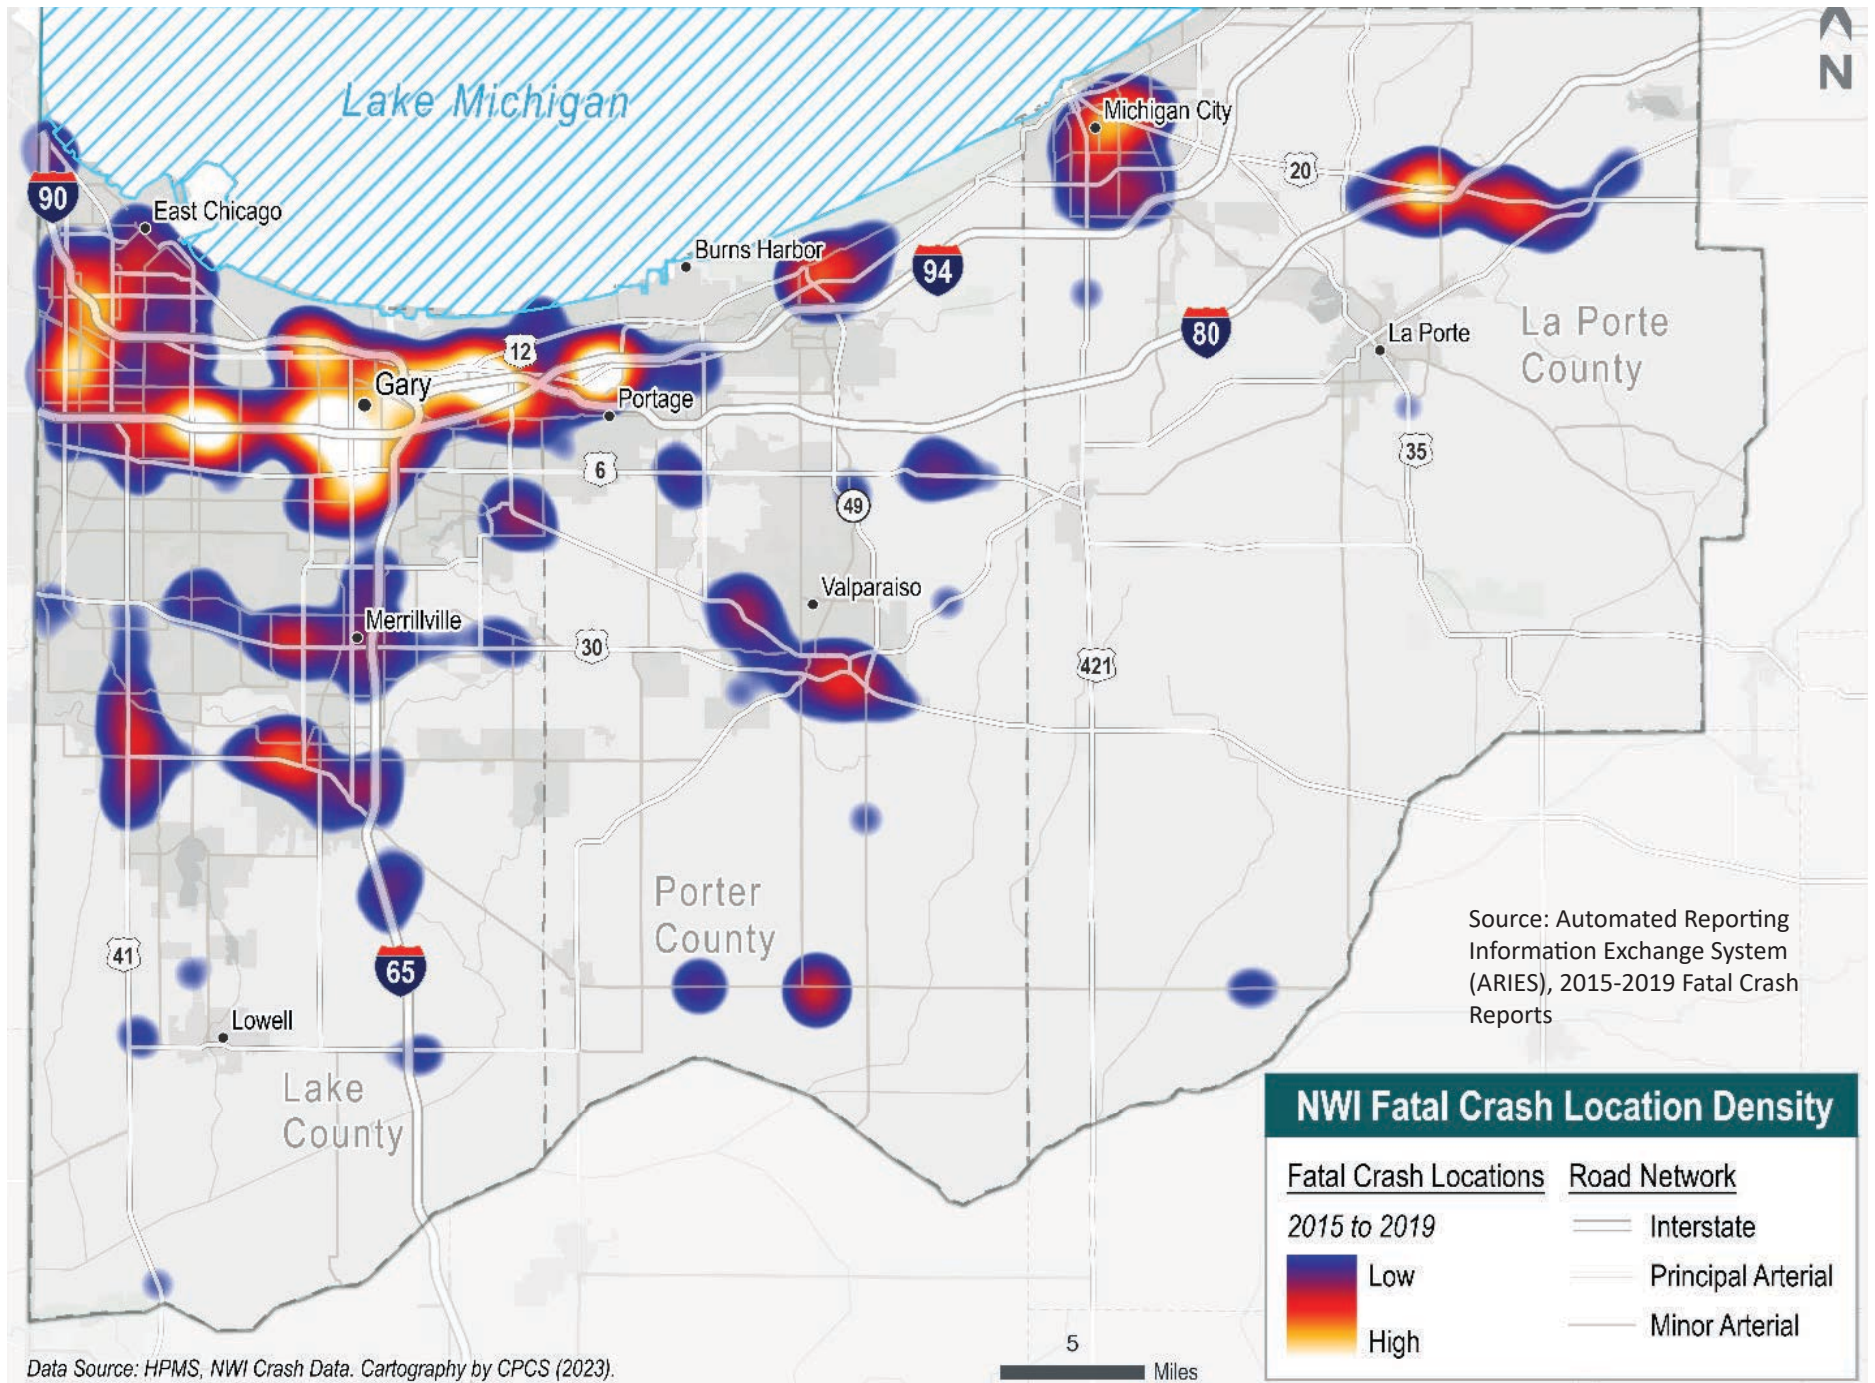 N
Lake Michigan
Michigan City
20
90
East Chicago
Burns Harbor
94
La Porte
County
80
La Porte
12
Gary
Portage
6
35
49
Valparaiso
Merrillville
30
421
Porter
County
Source: Automated Reporting
Information Exchange System
(ARIES), 2015-2019 Fatal Crash
Reports
41
65
Lowell
Lake
County
NWI Fatal Crash Location Density
Fatal Crash Locations
2015 to 2019
Low
High
Road Network
Interstate
Principal Arterial
Minor Arterial
5
Miles
Data Source: HPMS, NWI Crash Data. Cartography by CPCS (2023).